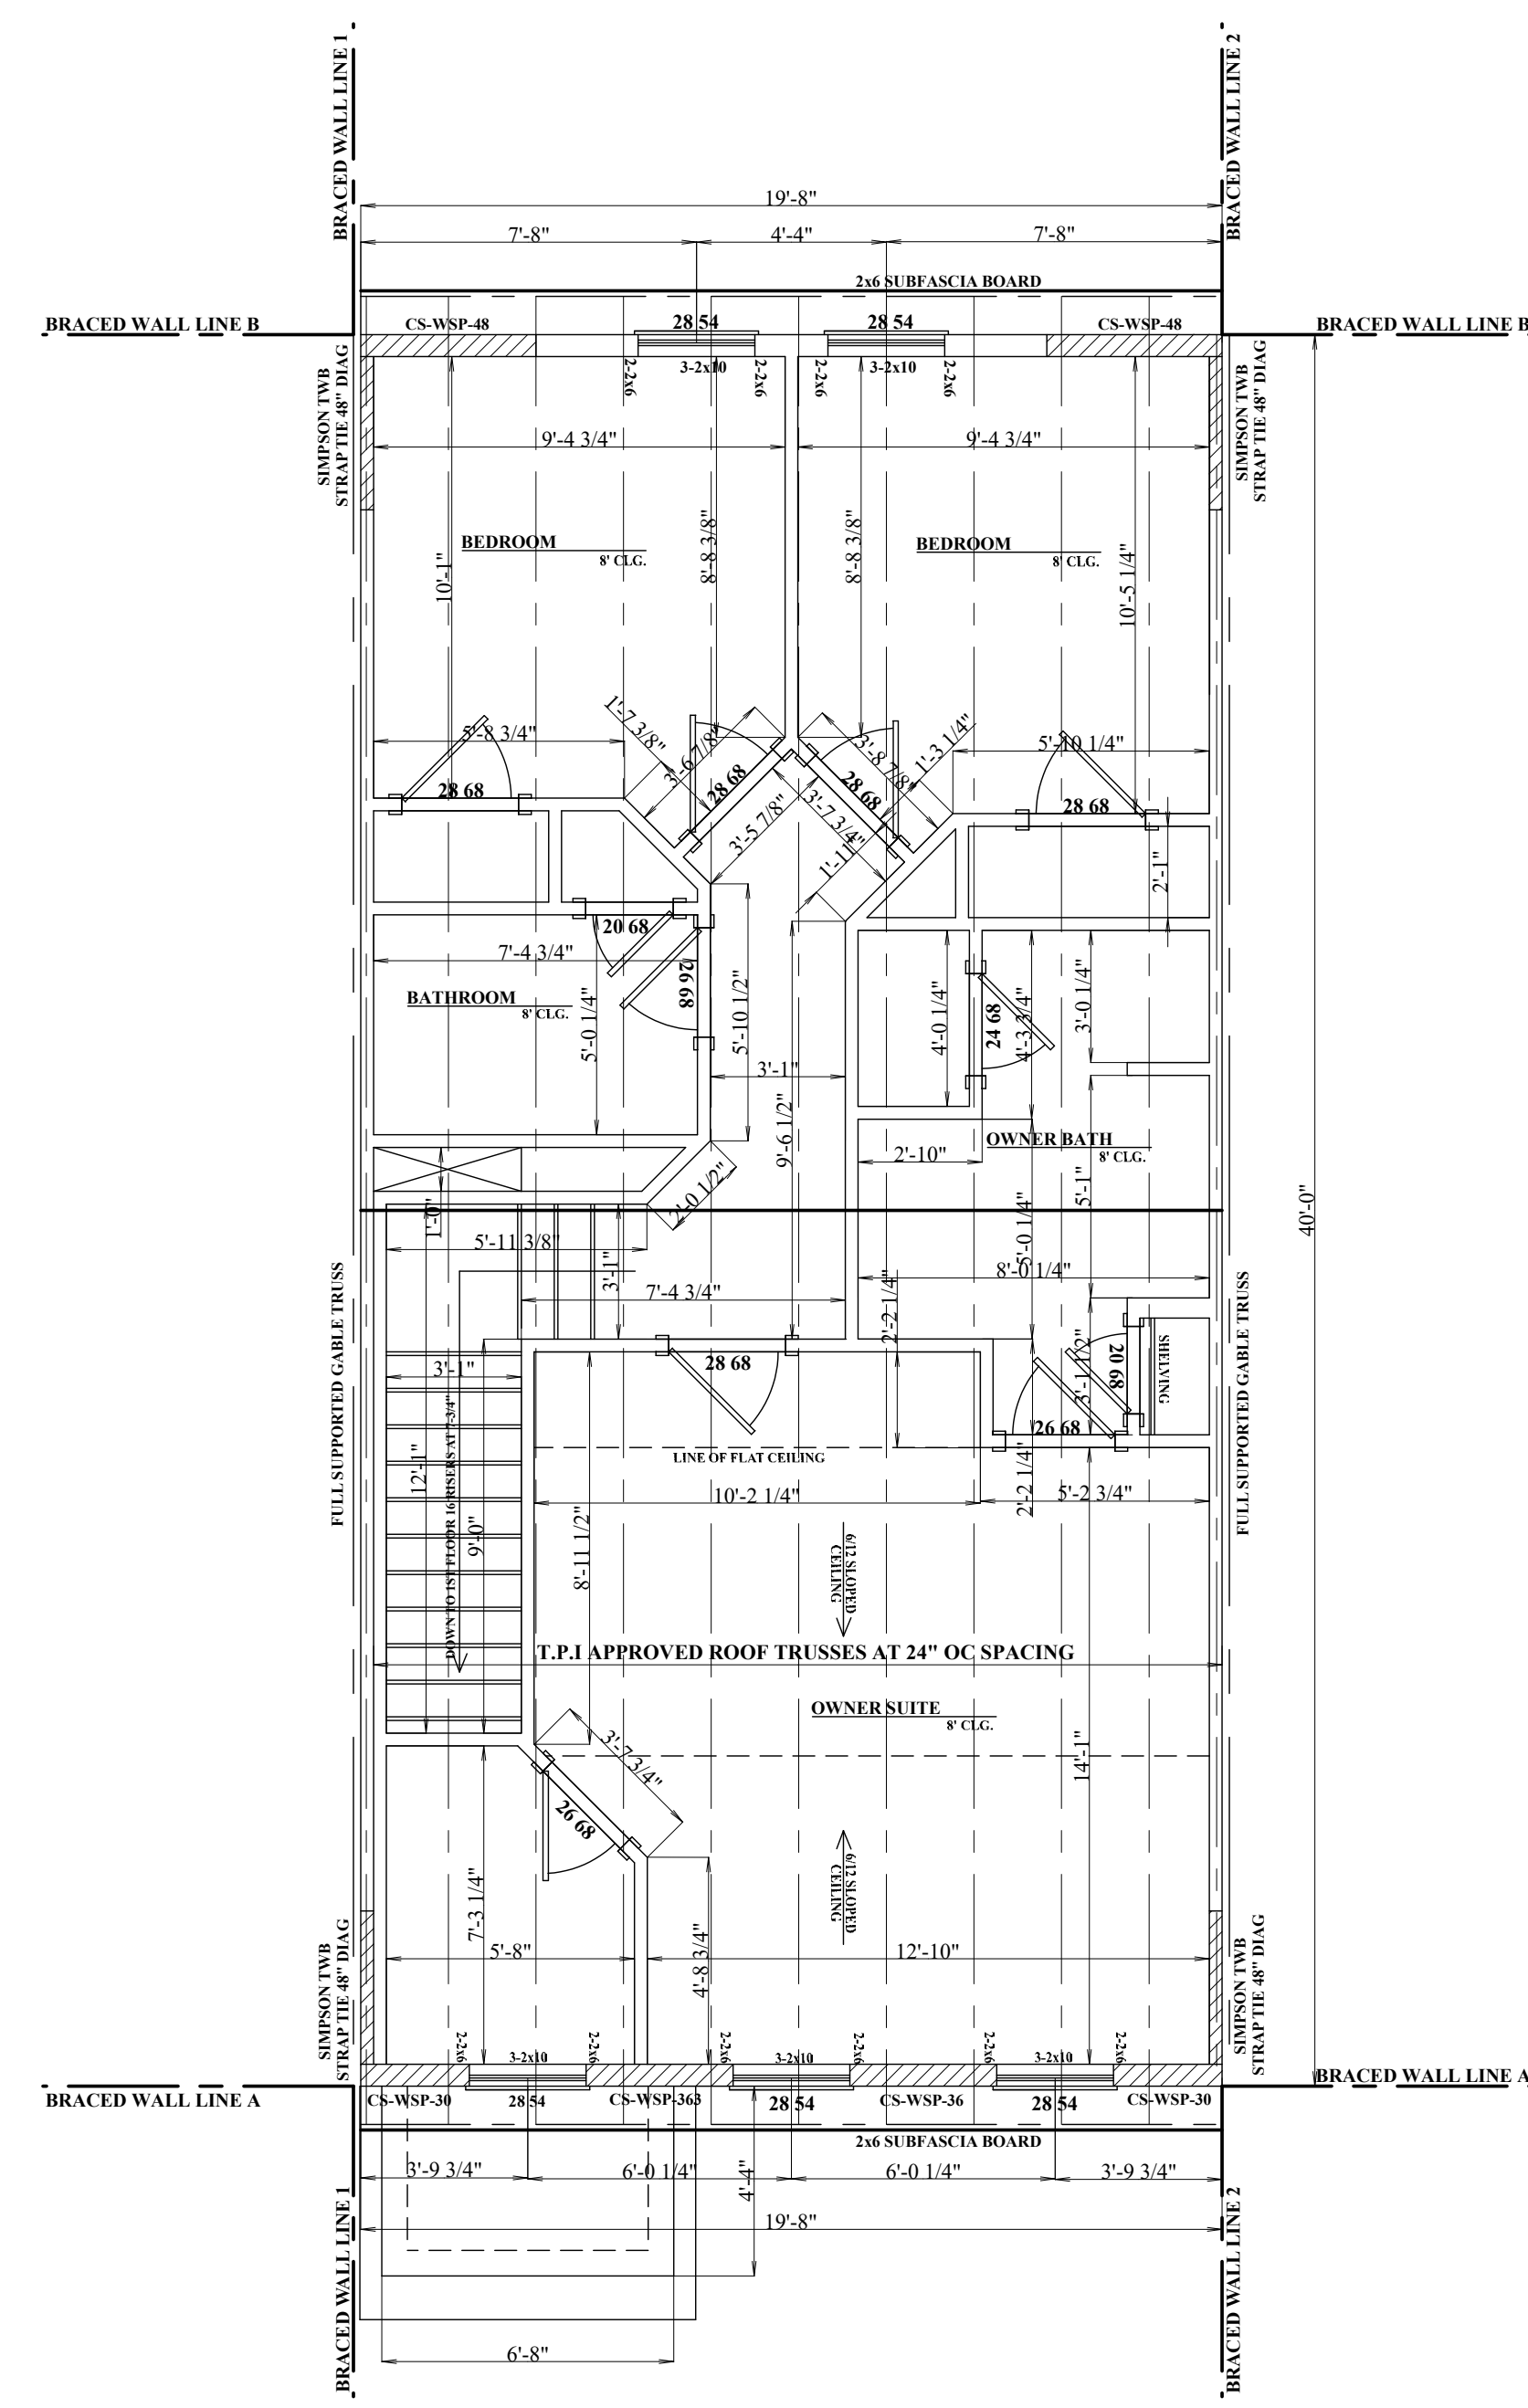 BRACED WALL LINE 1
BRACED WALL LINE 2
19'-8"
7'-8"
4'-4"
7'-8"
2x6 SUBFASCIA BOARD
BRACED WALL LINE B
CS-WSP-48
28 54
28 54
CS-WSP-48
BRACED WALL LINE B
SIMPSON TWB
STRAP TIE 48" DIAG
2-2x6
3-2x10
2-2x6
2-2x6
3-2x10
2-2x6
SIMPSON TWB
STRAP TIE 48" DIAG
9'-4 3/4"
9'-4 3/4"
BEDROOM
8' CLG.
10'-1"
8'-8 3/8"
8'-8 3/8"
BEDROOM
8' CLG.
10'-5 1/4"
5'-8 3/4"
1'-7 3/8"
3'-6 7/8"
3'-8 7/8"
1'-3 1/4"
5'-10 1/4"
28 68
28 68
28 68
28 68
3'-5 7/8"
3'-7 3/4"
1'-11"
2'-1"
20 68
7'-4 3/4"
26 68
BATHROOM
8' CLG.
5'-0 1/4"
5'-10 1/2"
4'-0 1/4"
24 68
4'-3 3/4"
3'-0 1/4"
3'-1"
9'-6 1/2"
OWNER BATH
8' CLG.
2'-10"
5'-1"
2'-0 1/2"
1'-0"
5'-11 3/8"
3'-1"
5'-0 1/4"
8'-0 1/4"
40'-0"
7'-4 3/4"
2'-2 1/4"
FULL SUPPORTED GABLE TRUSS
FULL SUPPORTED GABLE TRUSS
3'-1"
28 68
3'-1 1/2"
20 68
SHELVING
26 68
LINE OF FLAT CEILING
12'-1"
DOWN TO 1ST FLOOR 16 RISERS AT 7-3/4"
9'-0"
8'-11 1/2"
10'-2 1/4"
2'-2 1/4"
5'-2 3/4"
6/12 SLOPED
CEILING
T.P.I APPROVED ROOF TRUSSES AT 24" OC SPACING
OWNER SUITE
8' CLG.
3'-7 3/4"
14'-1"
26 68
6/12 SLOPED
CEILING
7'-3 1/4"
5'-8"
4'-8 3/4"
12'-10"
SIMPSON TWB
STRAP TIE 48" DIAG
SIMPSON TWB
STRAP TIE 48" DIAG
2-2x6
3-2x10
2-2x6
2-2x6
3-2x10
2-2x6
2-2x6
3-2x10
2-2x6
BRACED WALL LINE A
CS-WSP-30
28 54
CS-WSP-363
28 54
CS-WSP-36
28 54
CS-WSP-30
BRACED WALL LINE A
2x6 SUBFASCIA BOARD
3'-9 3/4"
6'-0 1/4"
4'-4"
6'-0 1/4"
3'-9 3/4"
19'-8"
6'-8"
BRACED WALL LINE 1
BRACED WALL LINE 2